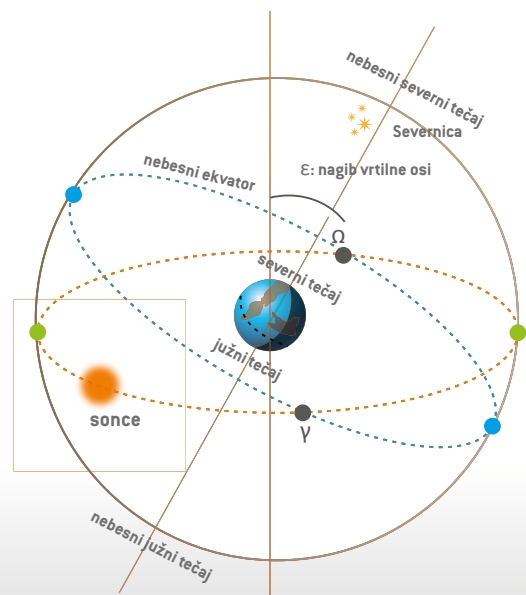 nebesni severni tečaj
Severnica
nebesni ekvator
Ɛ: nagib vrtilne osi
Ω
severni tečaj
južni tečaj
sonce
γ
nebesni južni tečaj